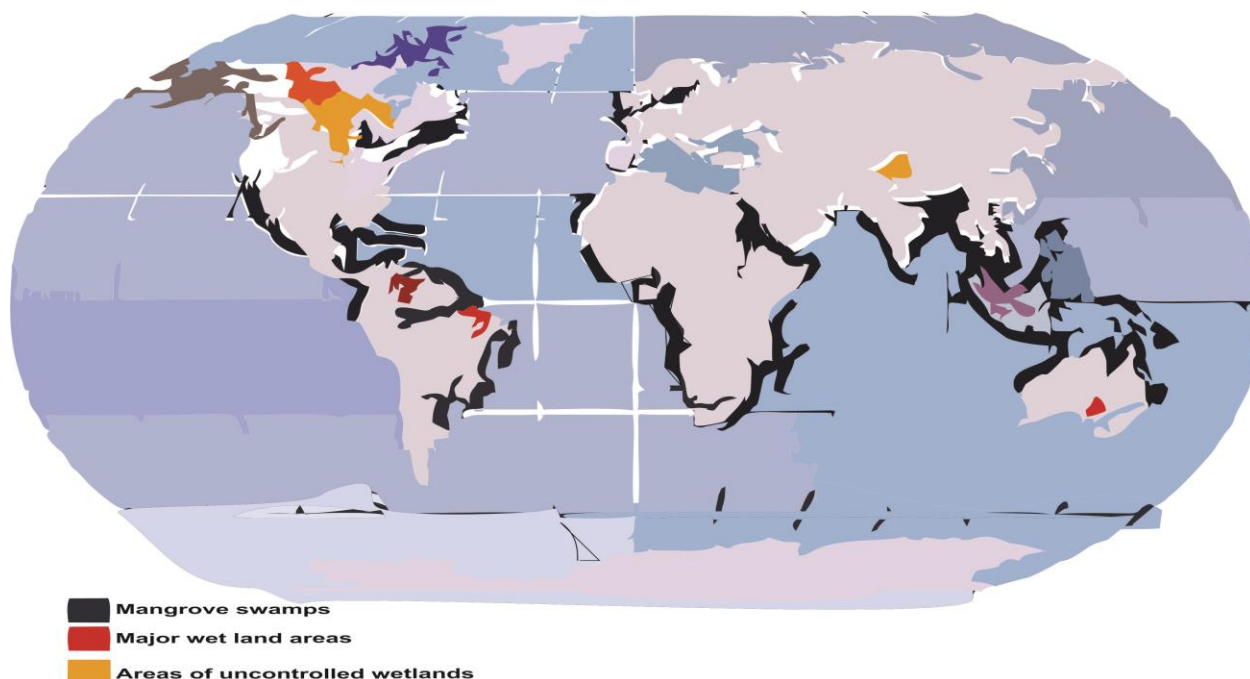 Mangrove swamps
Major wet land areas
Areas of uncontrolled wetlands